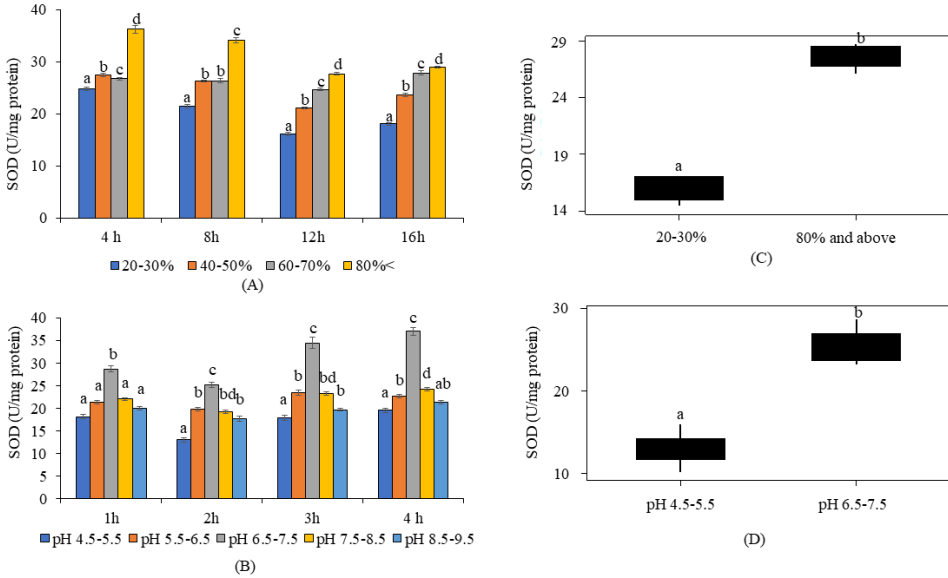 SOD (U/mg protein)
40
30
20
10
0
a b c d
a b b c
a b c d
a b c d
4 h 8h 12h 16h
20-30% 40-50% 60-70% 80%<
(A)
SOD (U/mg protein)
29
24
19
14
a
b
20-30% 80% and above
(C)
SOD (U/mg protein)
40
35
30
25
20
15
10
5
0
a a b a a
a b c bd b
a b c bd b
a b c d ab
1h 2h 3h 4 h
pH 4.5-5.5 pH 5.5-6.5 pH 6.5-7.5 pH 7.5-8.5 pH 8.5-9.5
(B)
SOD (U/mg protein)
30
20
10
a
b
pH 4.5-5.5 pH 6.5-7.5
(D)